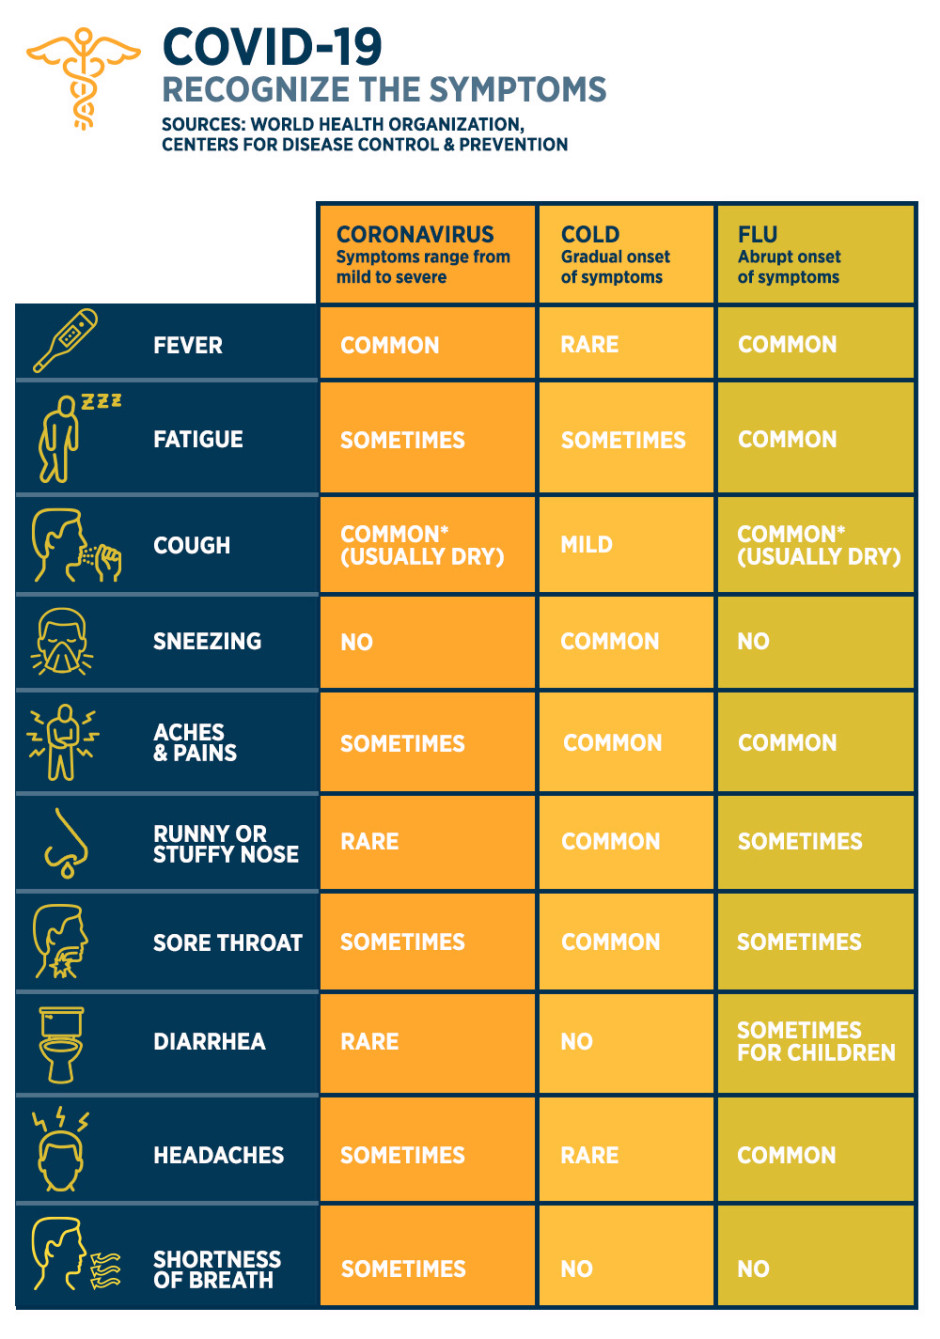 COVID-19
RECOGNIZE THE SYMPTOMS
SOURCES: WORLD HEALTH ORGANIZATION,
CENTERS FOR DISEASE CONTROL & PREVENTION
CORONAVIRUS
Symptoms range from
mild to severe
COLD
Gradual onset
of symptoms
FLU
Abrupt onset
of symptoms
FEVER
COMMON
RARE
COMMON
ZZZ
FATIGUE
SOMETIMES
SOMETIMES
COMMON
COUGH
COMMON*
(USUALLY DRY)
MILD
COMMON*
(USUALLY DRY)
SNEEZING
NO
COMMON
NO
ACHES
& PAINS
SOMETIMES
COMMON
COMMON
RUNNY OR
STUFFY NOSE
RARE
COMMON
SOMETIMES
SORE THROAT
SOMETIMES
COMMON
SOMETIMES
DIARRHEA
RARE
NO
SOMETIMES
FOR CHILDREN
HEADACHES
SOMETIMES
RARE
COMMON
SHORTNESS
OF BREATH
SOMETIMES
NO
NO